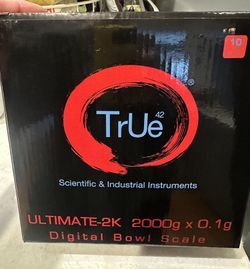 10
®
TrUe 42
Scientific & Industrial Instruments
ULTIMATE-2K 2000g x 0.1g
Digital Bowl Scale